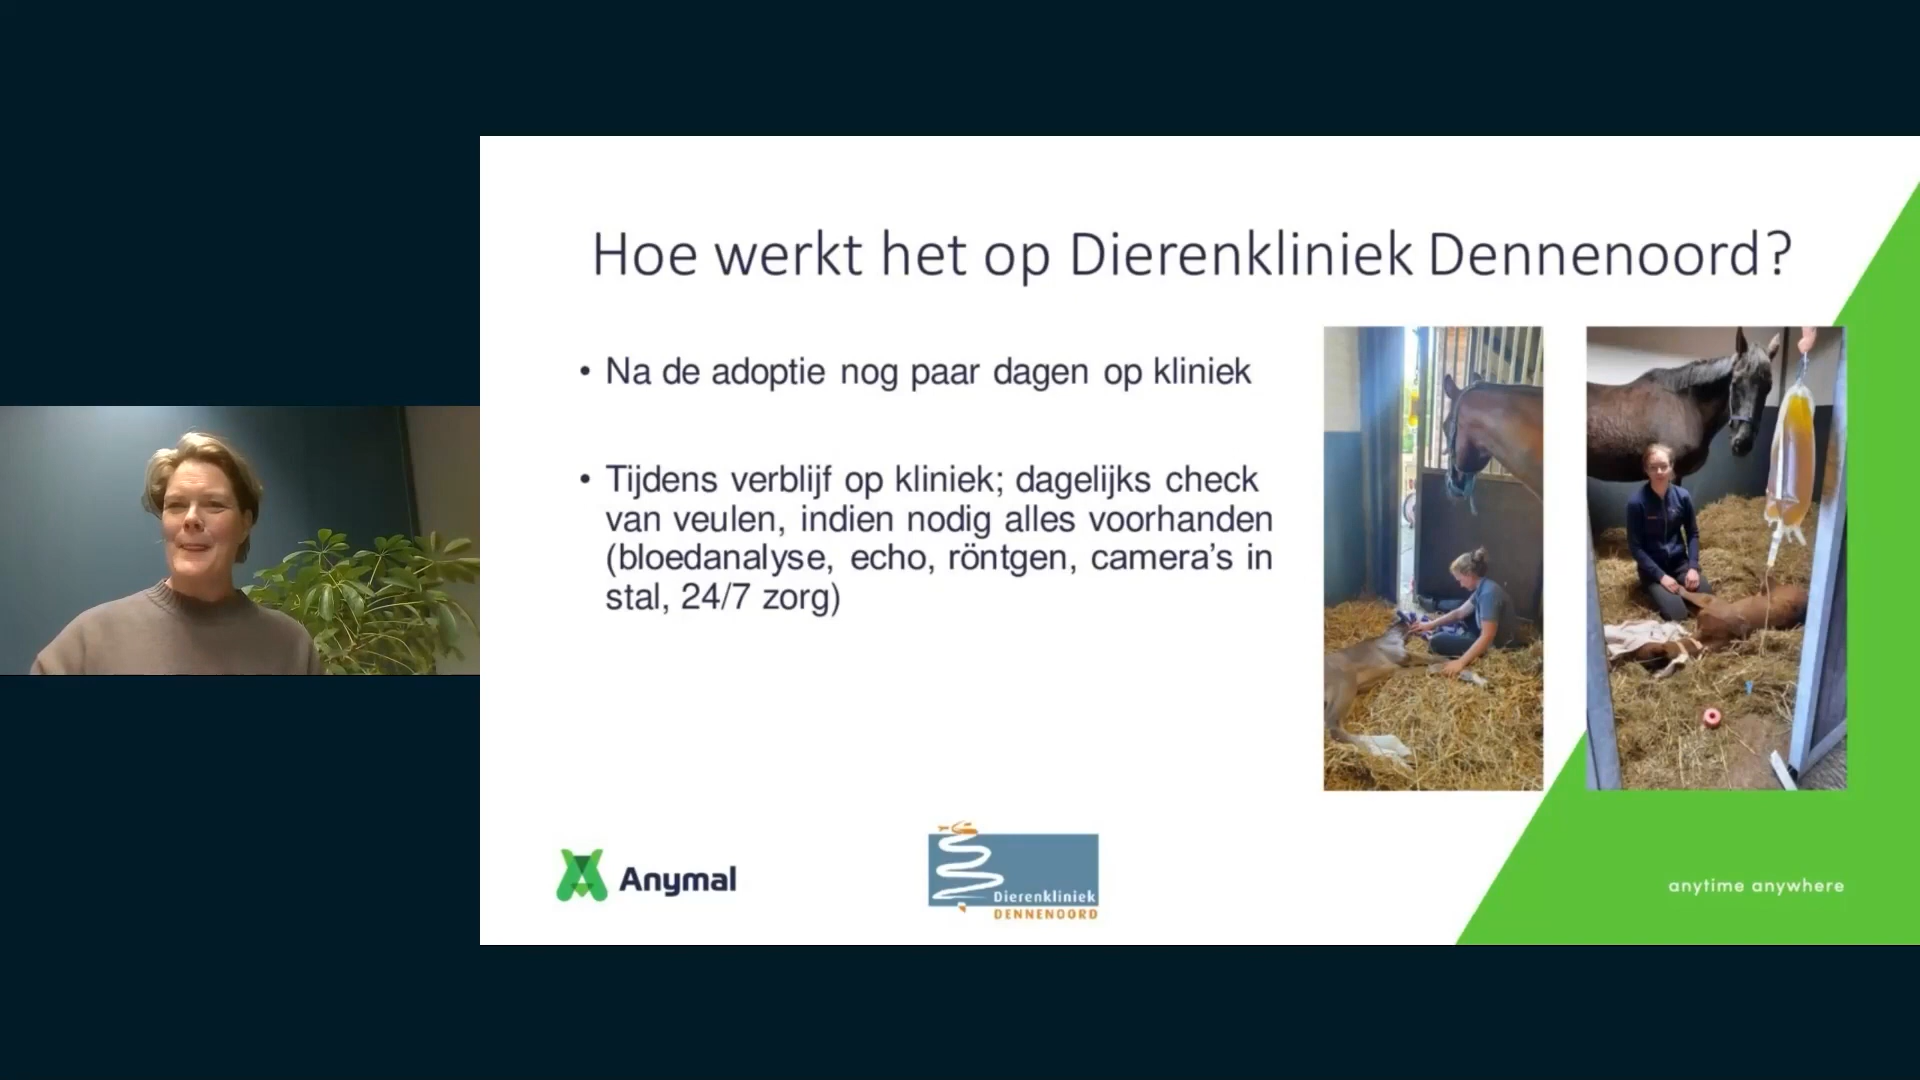 Hoe werkt het op Dierenkliniek Dennenoord?
• Na de adoptie nog paar dagen op kliniek
• Tijdens verblijf op kliniek; dagelijks check
van veulen, indien nodig alles voorhanden
(bloedanalyse, echo, röntgen, camera’s in
stal, 24/7 zorg)
Anymal
Dierenkliniek
DENNENOORD
anytime anywhere